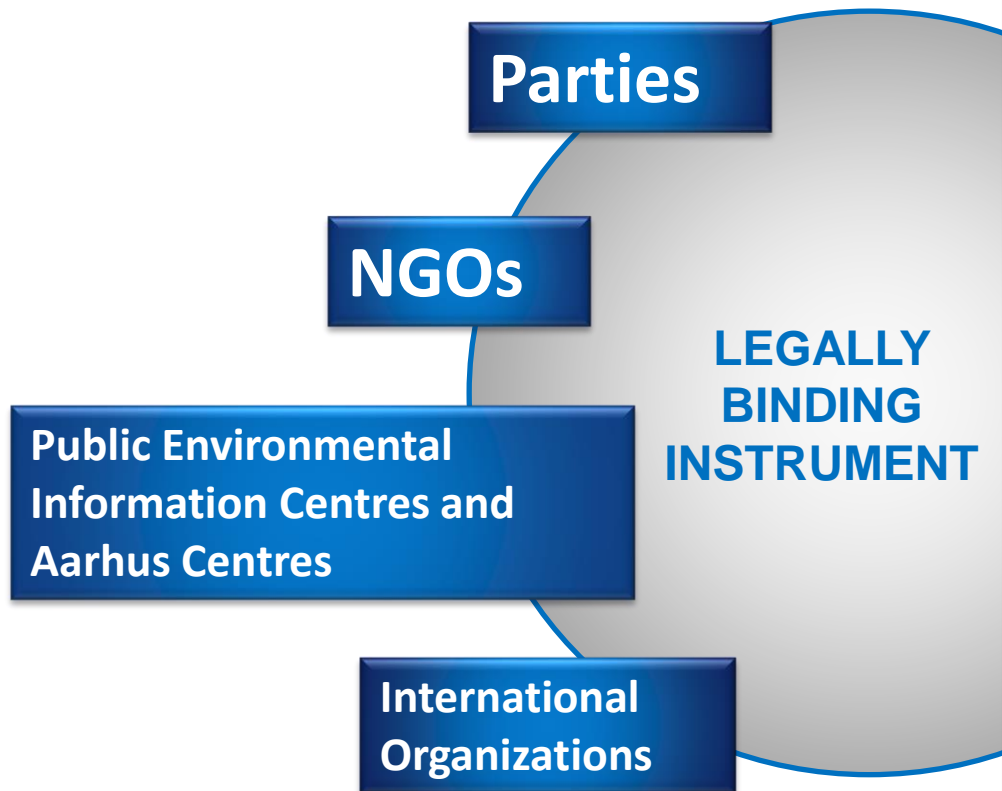 Parties
NGOs
Public Environmental
Information Centres and
Aarhus Centres
International
Organizations
LEGALLY
BINDING
INSTRUMENT